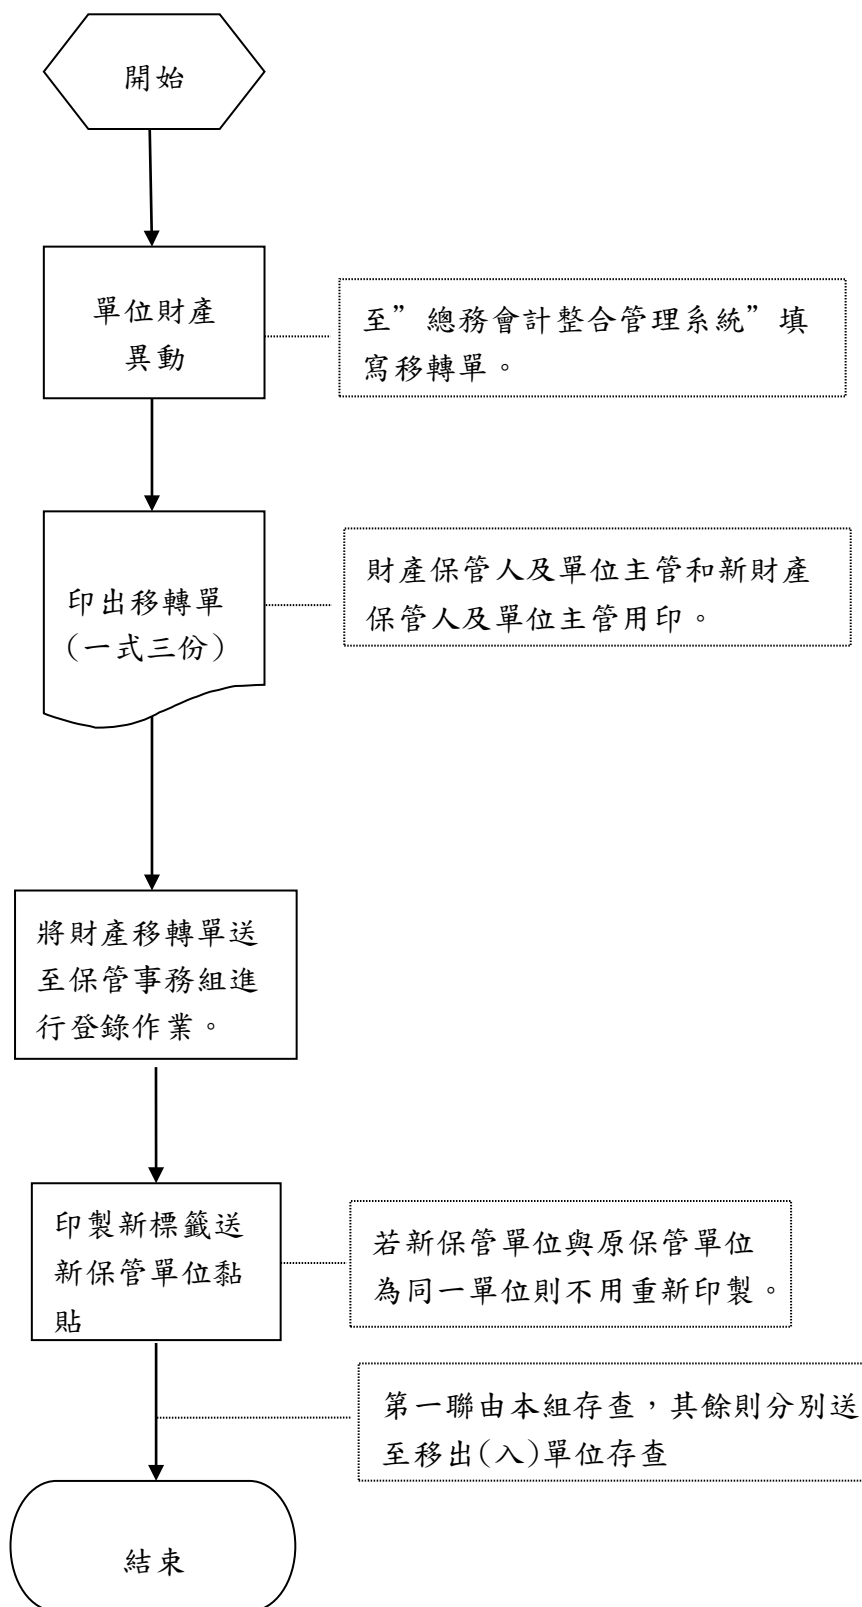 開始
單位財產
異動
至”總務會計整合管理系統”填
寫移轉單。
印出移轉單
(一式三份)
財產保管人及單位主管和新財產
保管人及單位主管用印。
將財產移轉單送
至保管事務組進
行登錄作業。
印製新標籤送
新保管單位黏
貼
若新保管單位與原保管單位
為同一單位則不用重新印製。
第一聯由本組存查，其餘則分別送
至移出(入)單位存查
結束